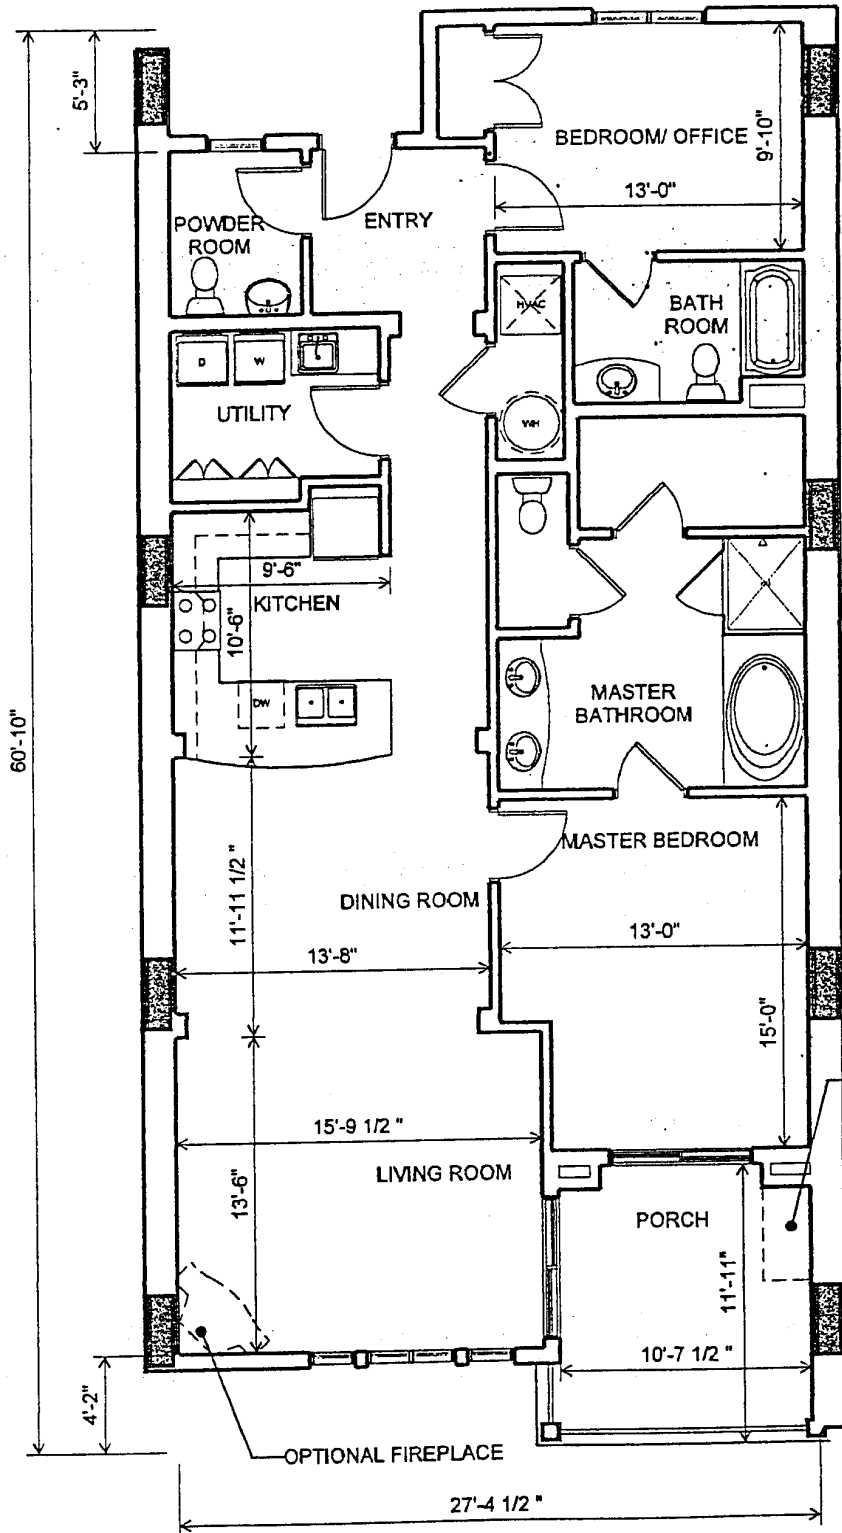 5'-3"
BEDROOM/ OFFICE
9'-10"
13'-0"
POWDER
ROOM
ENTRY
HVAC
BATH
ROOM
D
W
UTILITY
WH
9'-6"
KITCHEN
10'-6"
DW
MASTER
BATHROOM
60'-10"
MASTER BEDROOM
11'-11 1/2 "
DINING ROOM
13'-0"
13'-8"
15'-0"
15'-9 1/2 "
LIVING ROOM
13'-6"
PORCH
11'-11"
10'-7 1/2 "
4'-2"
OPTIONAL FIREPLACE
27'-4 1/2 "